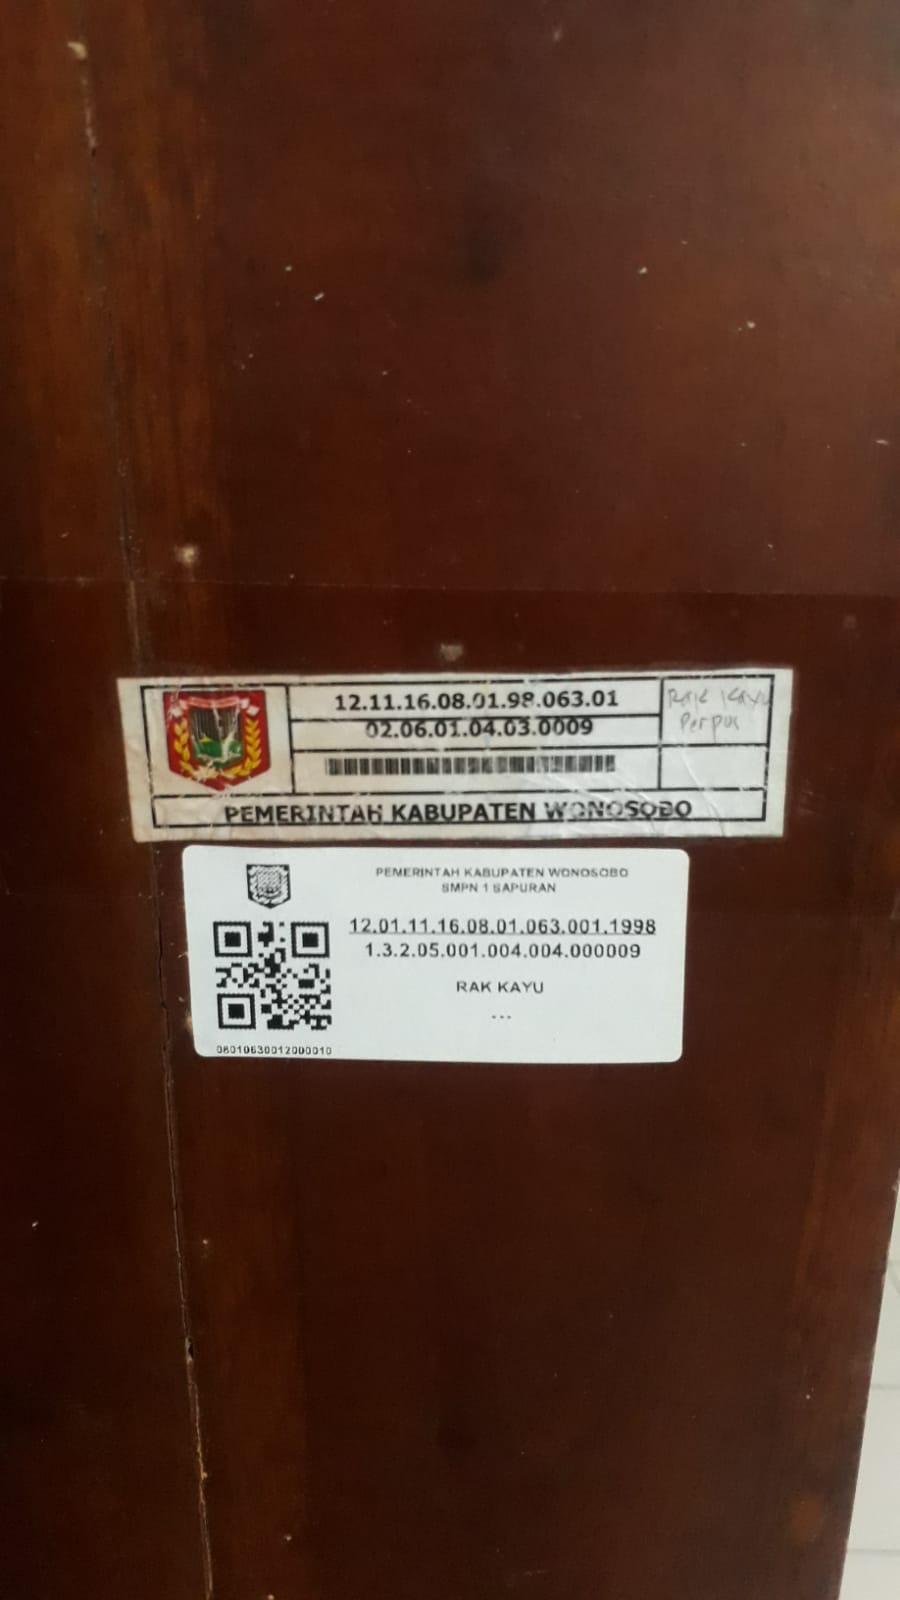 12.11.16.08.01.98.063.01
02.06.01.04.03.0009
Rak Kayu
Perpus
PEMERINTAH KABUPATEN WONOSOBO
PEMERINTAH KABUPATEN WONOSOBO
SMPN 1 SAPURAN
12.01.11.16.08.01.063.001.1998
1.3.2.05.001.004.004.000009
RAK KAYU
...
08010630012000010